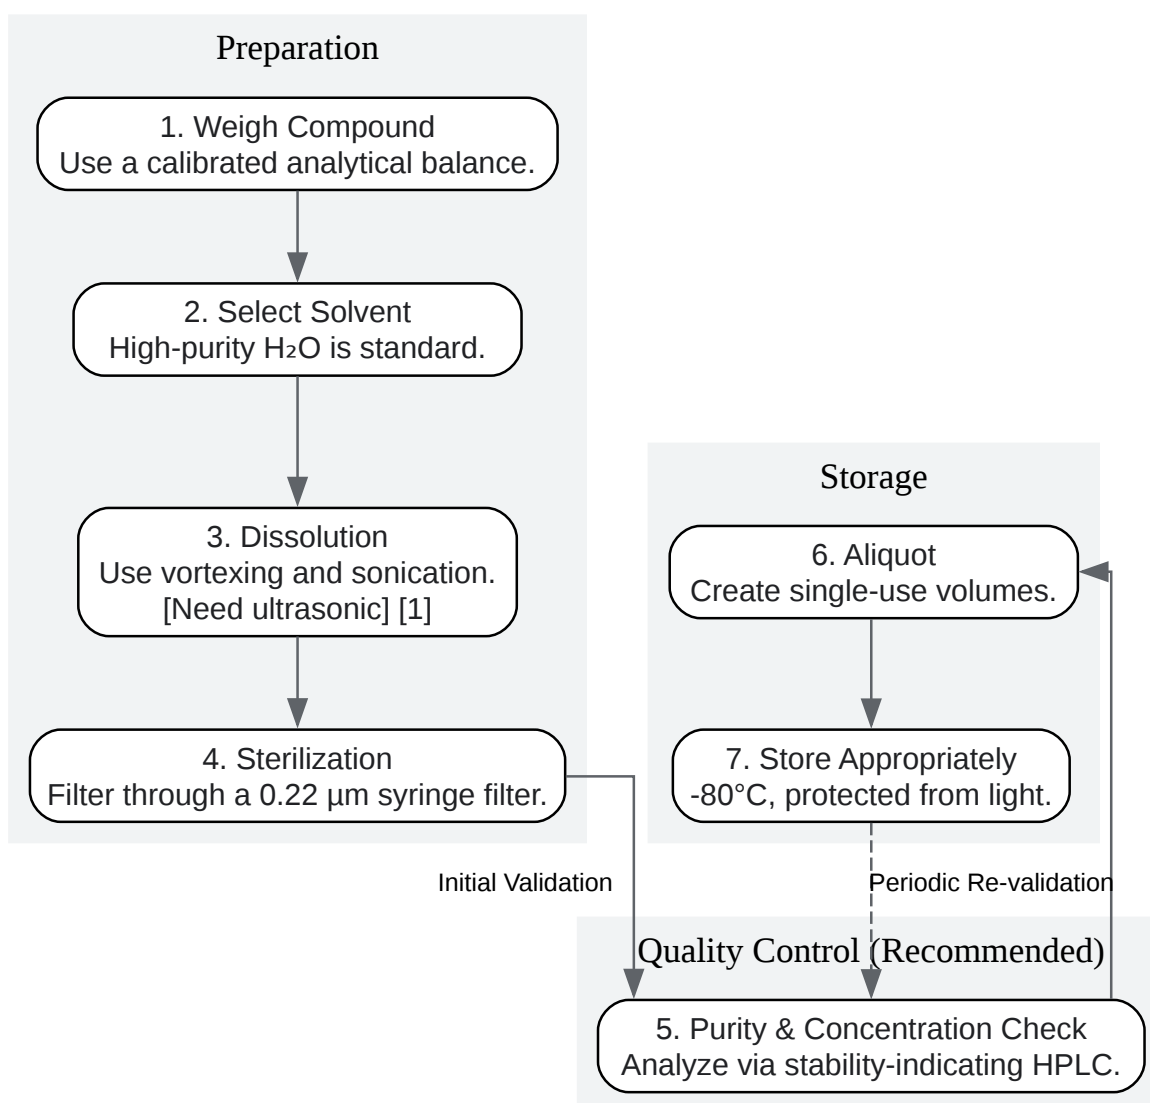 Preparation
1. Weigh Compound
Use a calibrated analytical balance.
2. Select Solvent
High-purity H₂O is standard.
3. Dissolution
Use vortexing and sonication.
[Need ultrasonic] [1]
4. Sterilization
Filter through a 0.22 µm syringe filter.
Storage
6. Aliquot
Create single-use volumes.
7. Store Appropriately
-80°C, protected from light.
Initial Validation
Periodic Re-validation
Quality Control (Recommended)
5. Purity & Concentration Check
Analyze via stability-indicating HPLC.